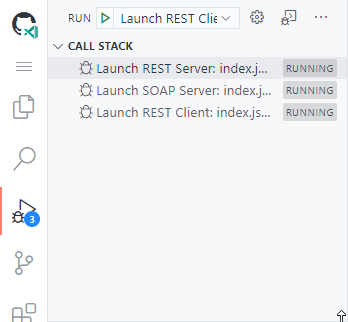 RUN Launch REST Clie
CALL STACK
Launch REST Server: index.j... RUNNING
Launch SOAP Server: index.j... RUNNING
Launch REST Client: index.js... RUNNING
3